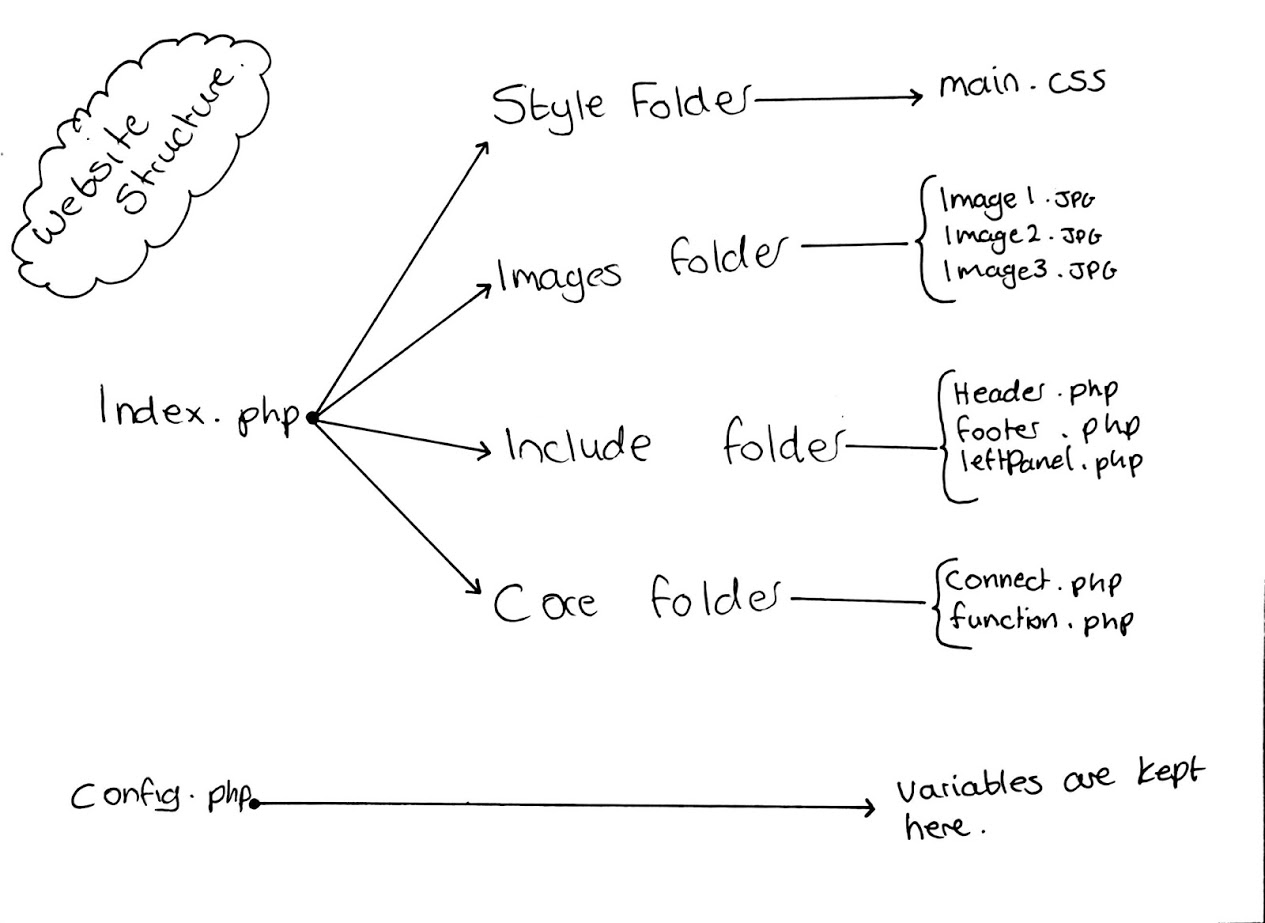 Website
Structure.
Style Folder
main.css
Images folder
Image1.JPG
Image2.JPG
Image3.JPG
Index.php
Include folder
Header.php
footer.php
leftPanel.php
Core folder
Connect.php
function.php
Config.php
variables are kept
here.